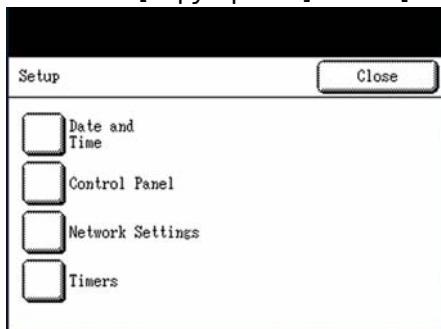 Setup
Close
Date and
Time
Control Panel
Network Settings
Timers